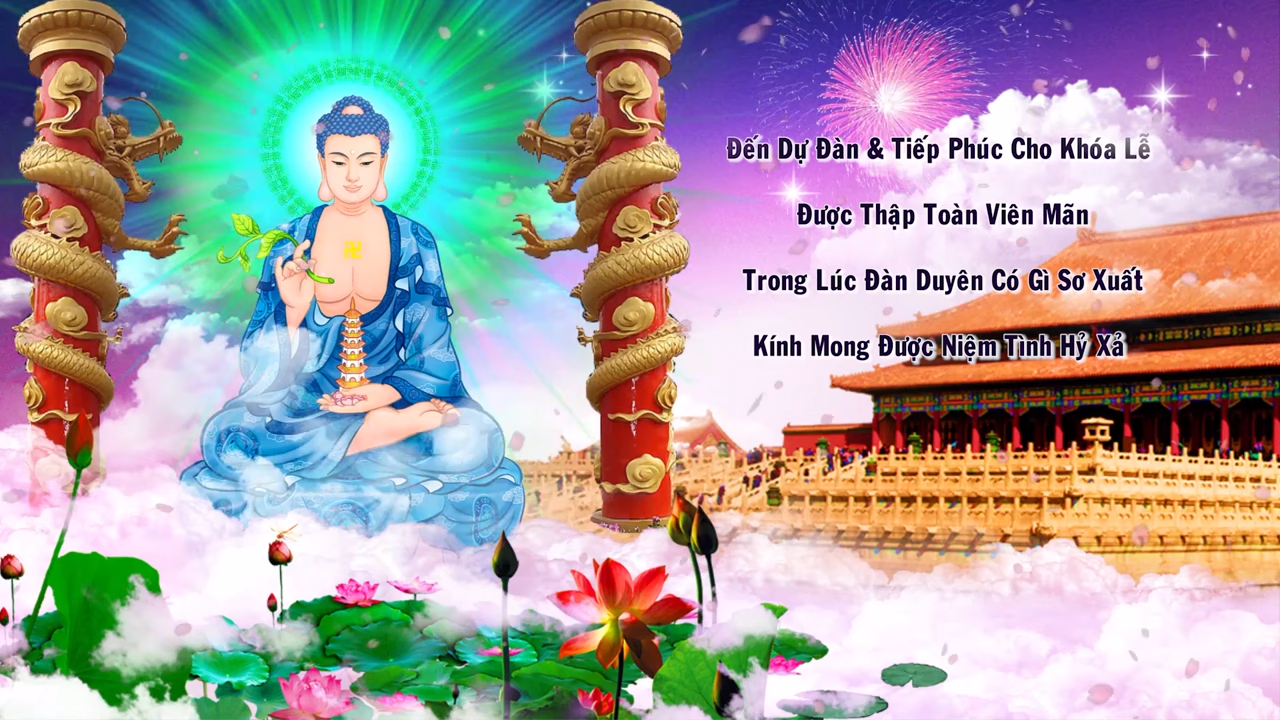 Đến Dự Đàn & Tiếp Phúc Cho Khóa Lễ
Được Thập Toàn Viên Mãn
Trong Lúc Đàn Duyên Có Gì Sơ Xuất
Kính Mong Được Niệm Tình Hỷ Xả
卍